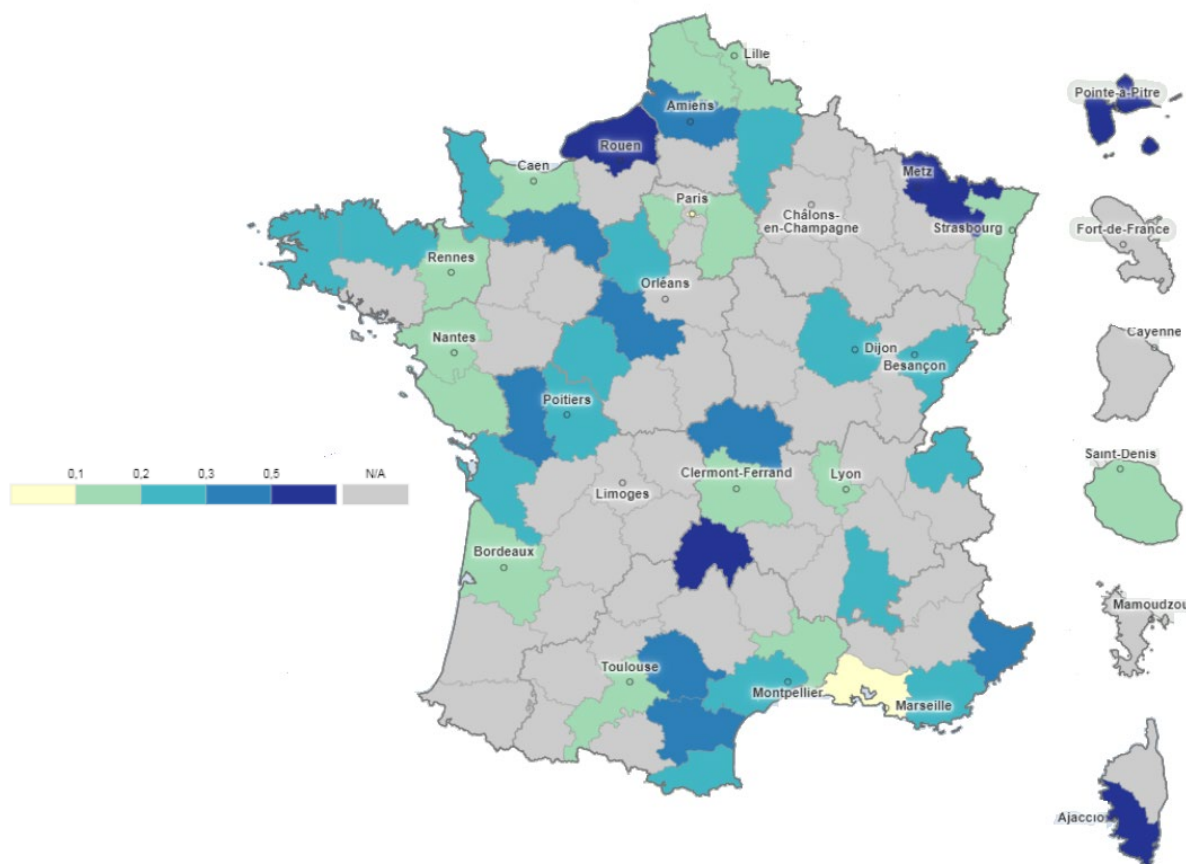 Lille
Pointe-à-Pitre
Amiens
Rouen
Caen
Metz
Paris
Châlons-
en-Champagne
Strasbourg
Fort-de-France
Rennes
Orléans
Cayenne
Nantes
Dijon
Besançon
Poitiers
Saint-Denis
0,1 0,2 0,3 0,5 N/A
Clermont-Ferrand
Lyon
Limoges
Bordeaux
Mamoudzou
Toulouse
Montpellier
Marseille
Ajaccio